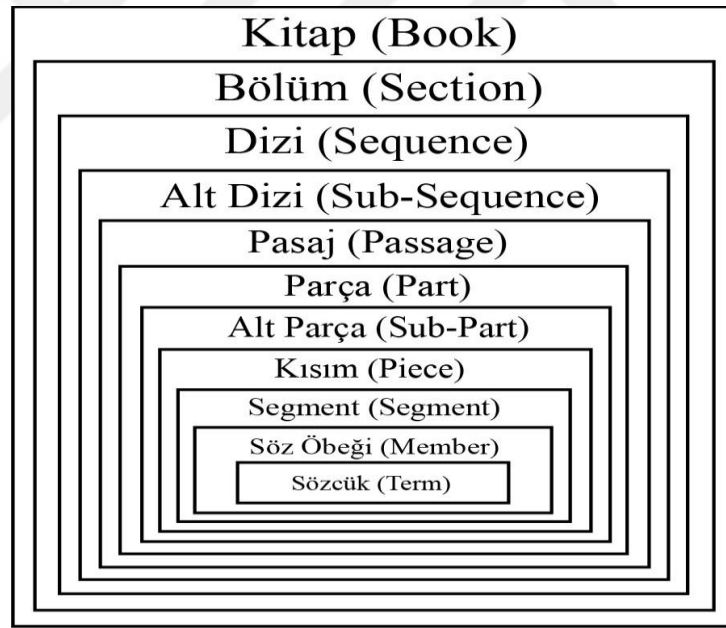 Kitap (Book)
Bölüm (Section)
Dizi (Sequence)
Alt Dizi (Sub-Sequence)
Pasaj (Passage)
Parça (Part)
Alt Parça (Sub-Part)
Kısım (Piece)
Segment (Segment)
Söz Öbeği (Member)
Sözcük (Term)